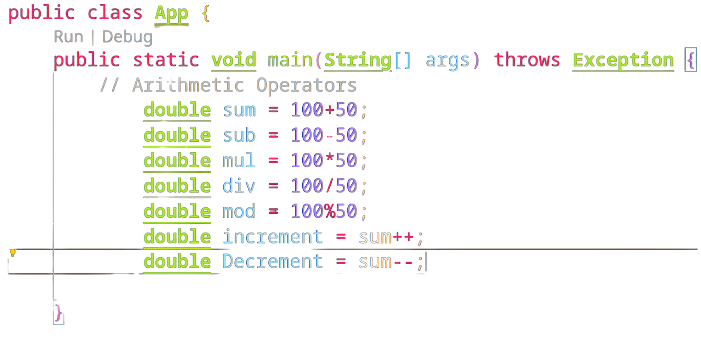 public class App {
Run | Debug
public static void main(String[] args) throws Exception {
// Arithmetic Operators
double sum = 100+50;
double sub = 100-50;
double mul = 100*50;
double div = 100/50;
double mod = 100%50;
double increment = sum++;
double Decrement = sum--;
}